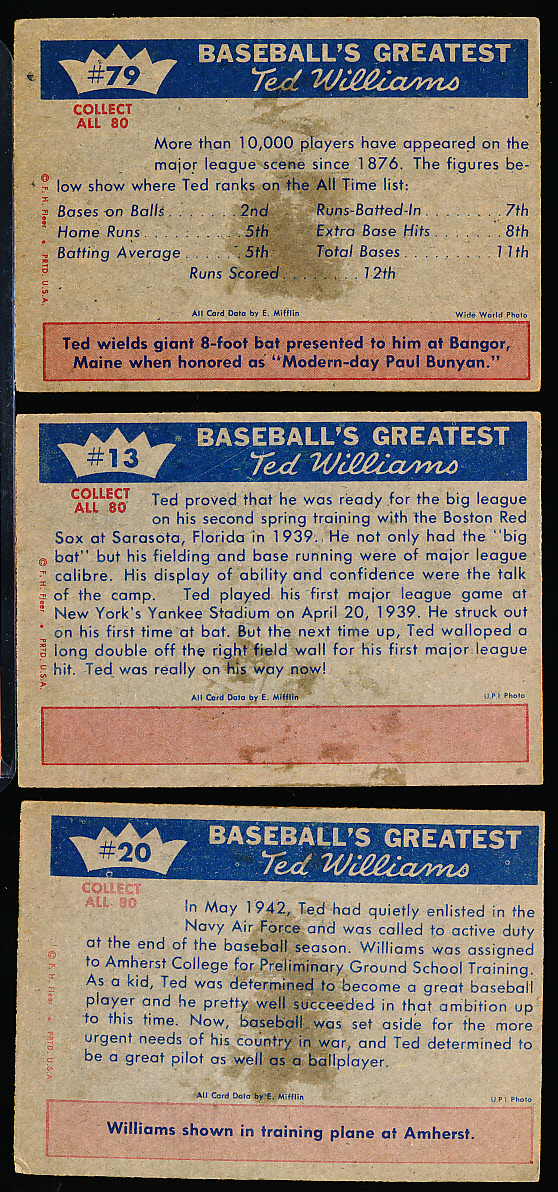 #79
BASEBALL'S GREATEST
Ted Williams
COLLECT
ALL 80
More than 10,000 players have appeared on the
major league scene since 1876. The figures be-
low show where Ted ranks on the All Time list:
Bases on Balls . . . . . . . 2nd Runs-Batted-In . . . . . . . . 7th
Home Runs . . . . . . . . . . 5th Extra Base Hits . . . . . . . 8th
Batting Average . . . . . . 5th Total Bases . . . . . . . . . 11th
Runs Scored . . . . . . . . 12th
All Card Data by E. Mifflin Wide World Photo
© F. H. Fleer • PRTD. U.S.A.
Ted wields giant 8-foot bat presented to him at Bangor,
Maine when honored as "Modern-day Paul Bunyan."
#13
BASEBALL'S GREATEST
Ted Williams
COLLECT
ALL 80
Ted proved that he was ready for the big league
on his second spring training with the Boston Red
Sox at Sarasota, Florida in 1939. He not only had the "big
bat" but his fielding and base running were of major league
calibre. His display of ability and confidence were the talk
of the camp. Ted played his first major league game at
New York's Yankee Stadium on April 20, 1939. He struck out
on his first time at bat. But the next time up, Ted walloped a
long double off the right field wall for his first major league
hit. Ted was really on his way now!
All Card Data by E. Mifflin U.P.I Photo
© F. H. Fleer • PRTD. U.S.A.
#20
BASEBALL'S GREATEST
Ted Williams
COLLECT
ALL 80
In May 1942, Ted had quietly enlisted in the
Navy Air Force and was called to active duty
at the end of the baseball season. Williams was assigned
to Amherst College for Preliminary Ground School Training.
As a kid, Ted was determined to become a great baseball
player and he pretty well succeeded in that ambition up
to this time. Now, baseball was set aside for the more
urgent needs of his country in war, and Ted determined to
be a great pilot as well as a ballplayer.
All Card Data by E. Mifflin U.P.I Photo
© F. H. Fleer • PRTD. U.S.A.
Williams shown in training plane at Amherst.